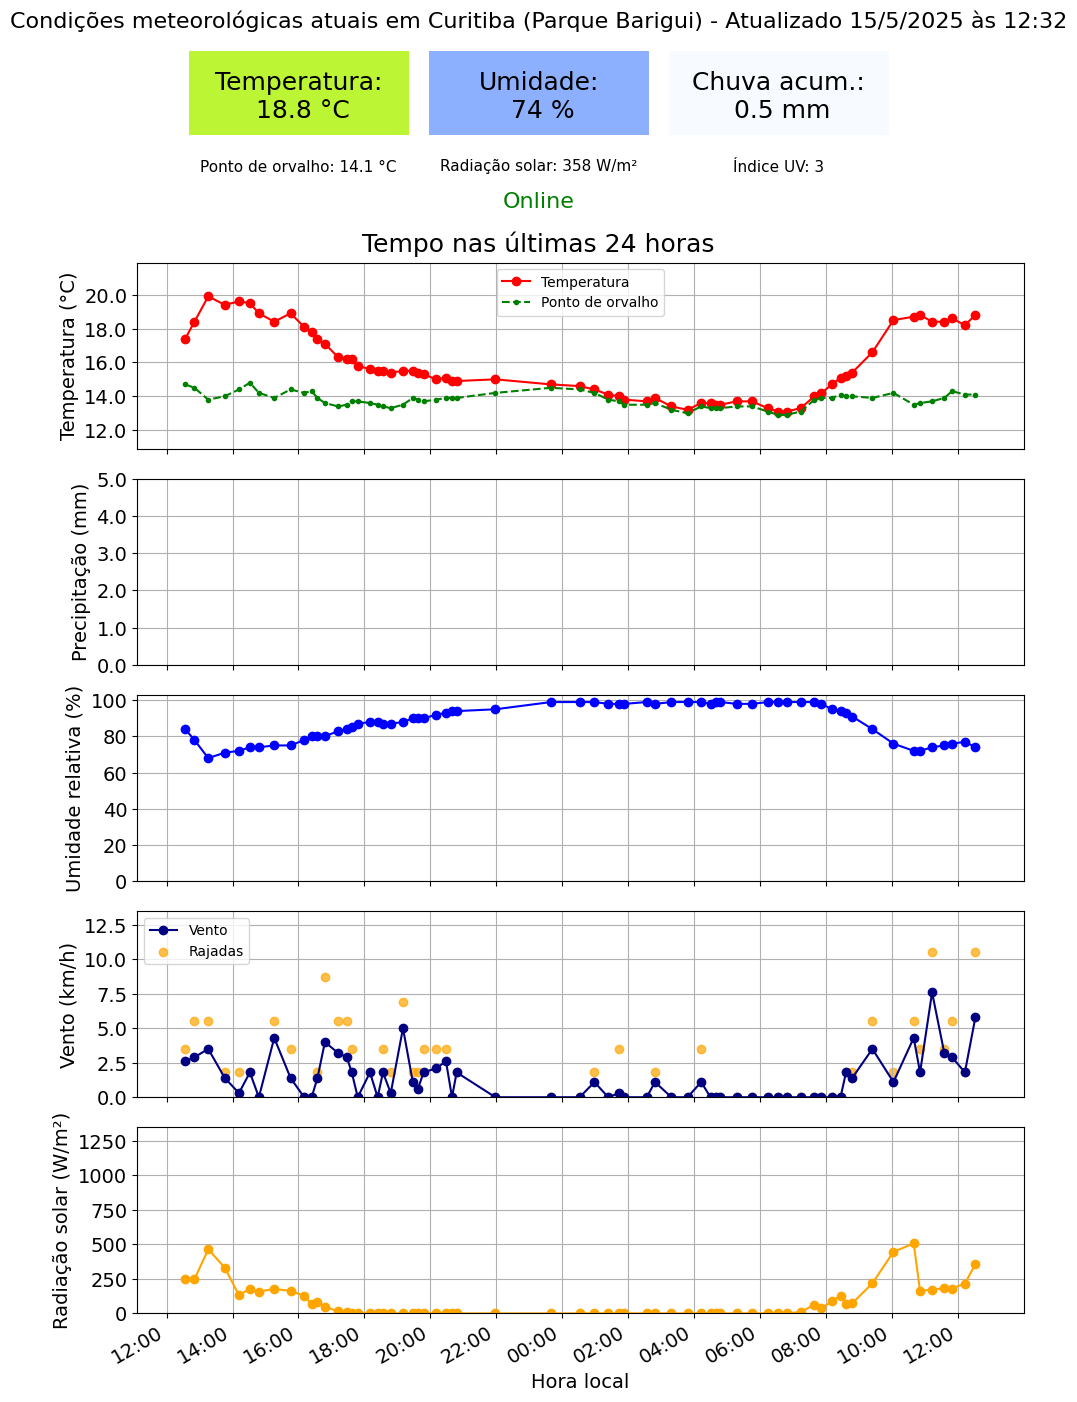 Condições meteorológicas atuais em Curitiba (Parque Barigui) - Atualizado 15/5/2025 às 12:32
Temperatura:
18.8 °C
Umidade:
74 %
Chuva acum.:
0.5 mm
Ponto de orvalho: 14.1 °C
Radiação solar: 358 W/m²
Índice UV: 3
Online
Tempo nas últimas 24 horas
Temperatura (°C)
20.0
18.0
16.0
14.0
12.0
Temperatura
Ponto de orvalho
Precipitação (mm)
5.0
4.0
3.0
2.0
1.0
0.0
Umidade relativa (%)
100
80
60
40
20
0
Vento (km/h)
12.5
10.0
7.5
5.0
2.5
0.0
Vento
Rajadas
Radiação solar (W/m²)
1250
1000
750
500
250
0
12:00
14:00
16:00
18:00
20:00
22:00
00:00
02:00
04:00
06:00
08:00
10:00
12:00
Hora local